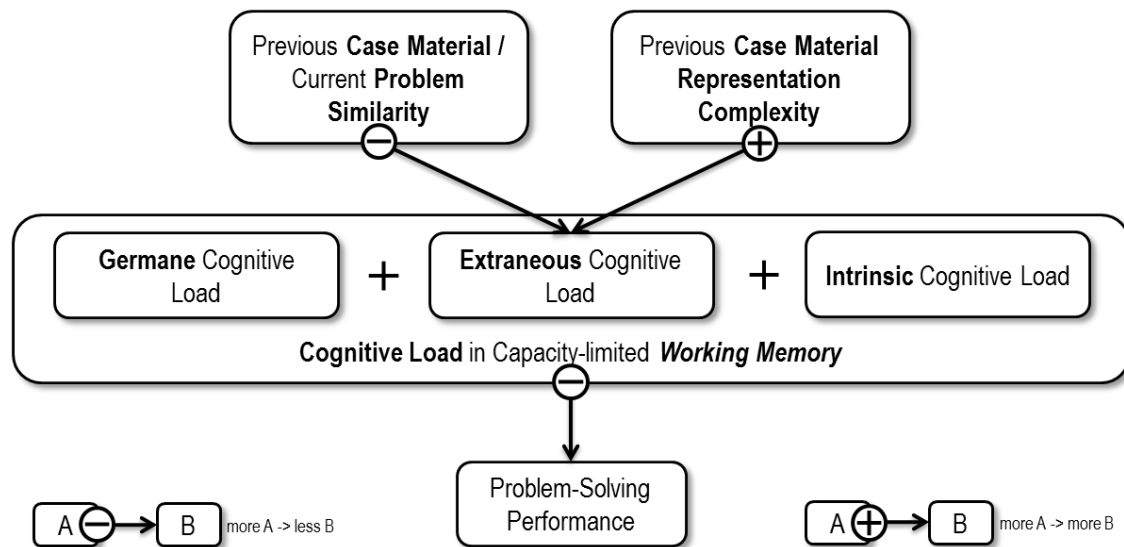 Previous Case Material /
Current Problem
Similarity
Previous Case Material
Representation
Complexity
Germane Cognitive
Load
+
Extraneous Cognitive
Load
+
Intrinsic Cognitive Load
Cognitive Load in Capacity-limited Working Memory
Problem-Solving
Performance
A
B
more A -> less B
A
B
more A -> more B